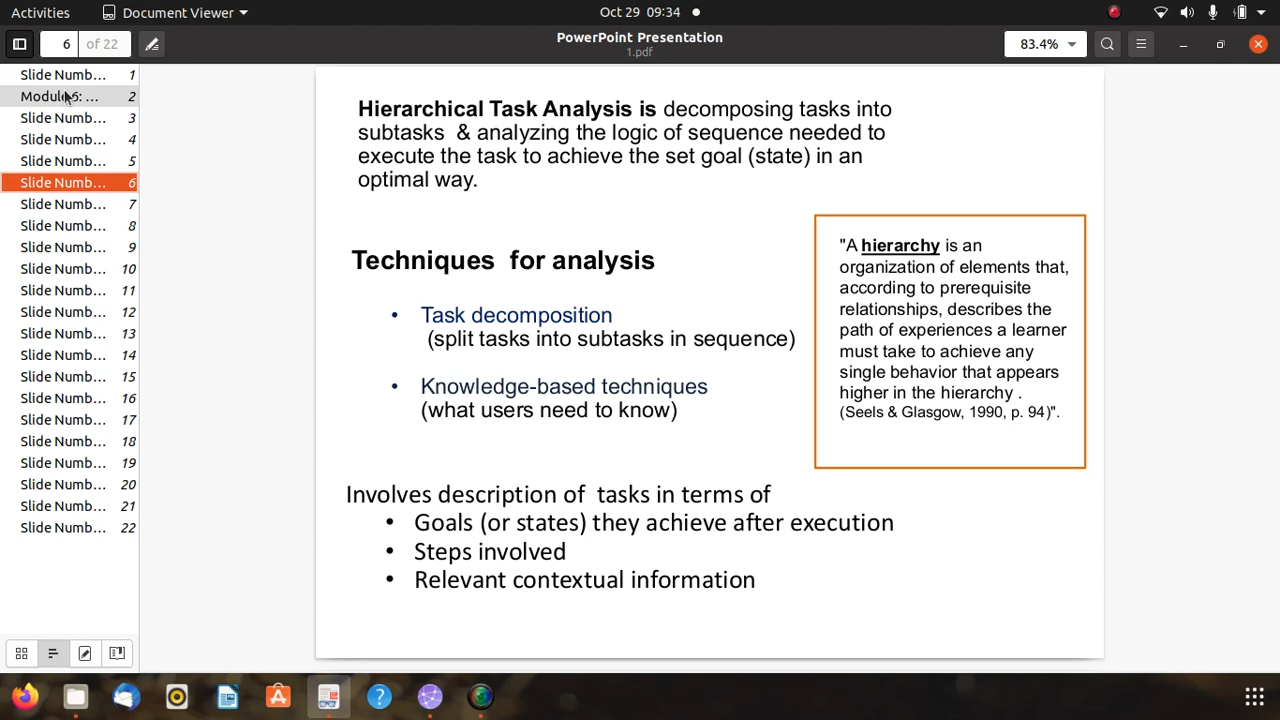 Activities
Document Viewer
Oct 29 09:34
6 of 22
PowerPoint Presentation
1.pdf
83.4%
Slide Numb... 1
Module 5: ... 2
Slide Numb... 3
Slide Numb... 4
Slide Numb... 5
Slide Numb... 6
Slide Numb... 7
Slide Numb... 8
Slide Numb... 9
Slide Numb... 10
Slide Numb... 11
Slide Numb... 12
Slide Numb... 13
Slide Numb... 14
Slide Numb... 15
Slide Numb... 16
Slide Numb... 17
Slide Numb... 18
Slide Numb... 19
Slide Numb... 20
Slide Numb... 21
Slide Numb... 22
Hierarchical Task Analysis is decomposing tasks into
subtasks & analyzing the logic of sequence needed to
execute the task to achieve the set goal (state) in an
optimal way.
Techniques for analysis
• Task decomposition
(split tasks into subtasks in sequence)
• Knowledge-based techniques
(what users need to know)
"A hierarchy is an
organization of elements that,
according to prerequisite
relationships, describes the
path of experiences a learner
must take to achieve any
single behavior that appears
higher in the hierarchy .
(Seels & Glasgow, 1990, p. 94)".
Involves description of tasks in terms of
• Goals (or states) they achieve after execution
• Steps involved
• Relevant contextual information